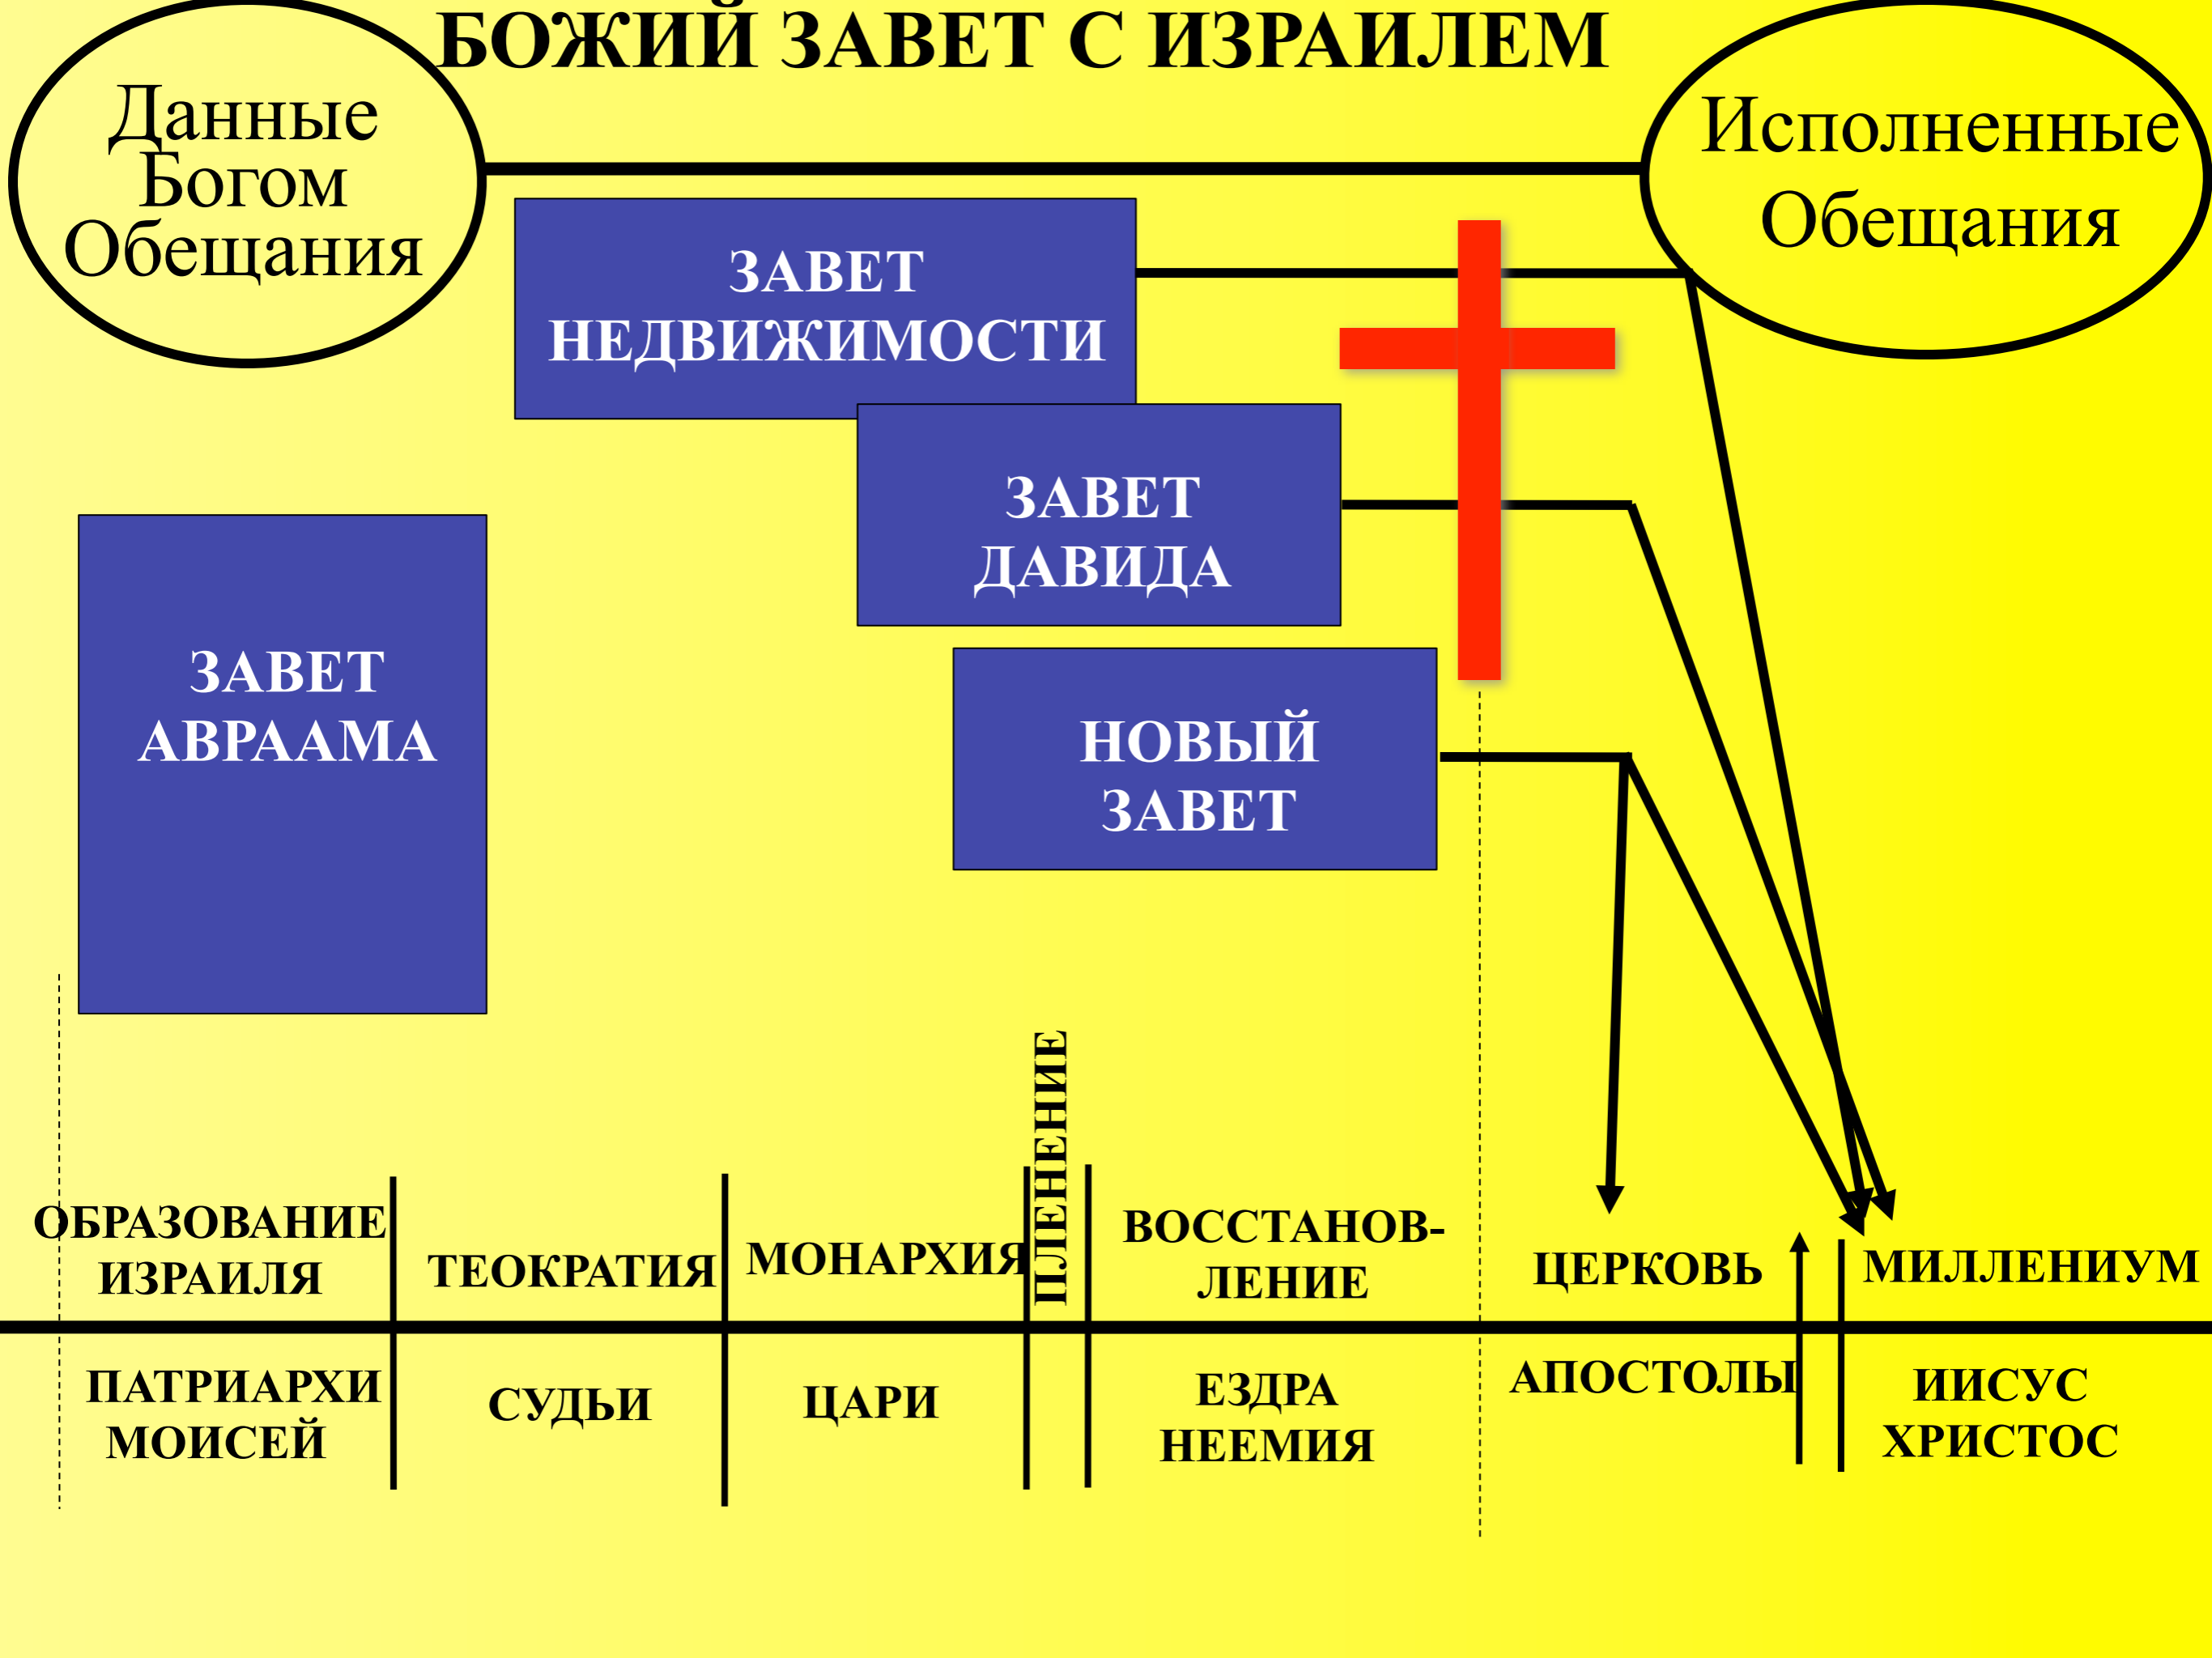 БОЖИЙ ЗАВЕТ С ИЗРАИЛЕМ
Данные
Богом
Обещания
Исполненные
Обещания
ЗАВЕТ
НЕДВИЖИМОСТИ
ЗАВЕТ
ДАВИДА
ЗАВЕТ
АВРААМА
НОВЫЙ
ЗАВЕТ
ОБРАЗОВАНИЕ
ИЗРАИЛЯ
ТЕОКРАТИЯ
МОНАРХИЯ
ПЛЕНЕНИЕ
ВОССТАНОВ-
ЛЕНИЕ
ЦЕРКОВЬ
МИЛЛЕНИУМ
ПАТРИАРХИ
МОИСЕЙ
СУДЬИ
ЦАРИ
ЕЗДРА
НЕЕМИЯ
АПОСТОЛЫ
ИИСУС
ХРИСТОС